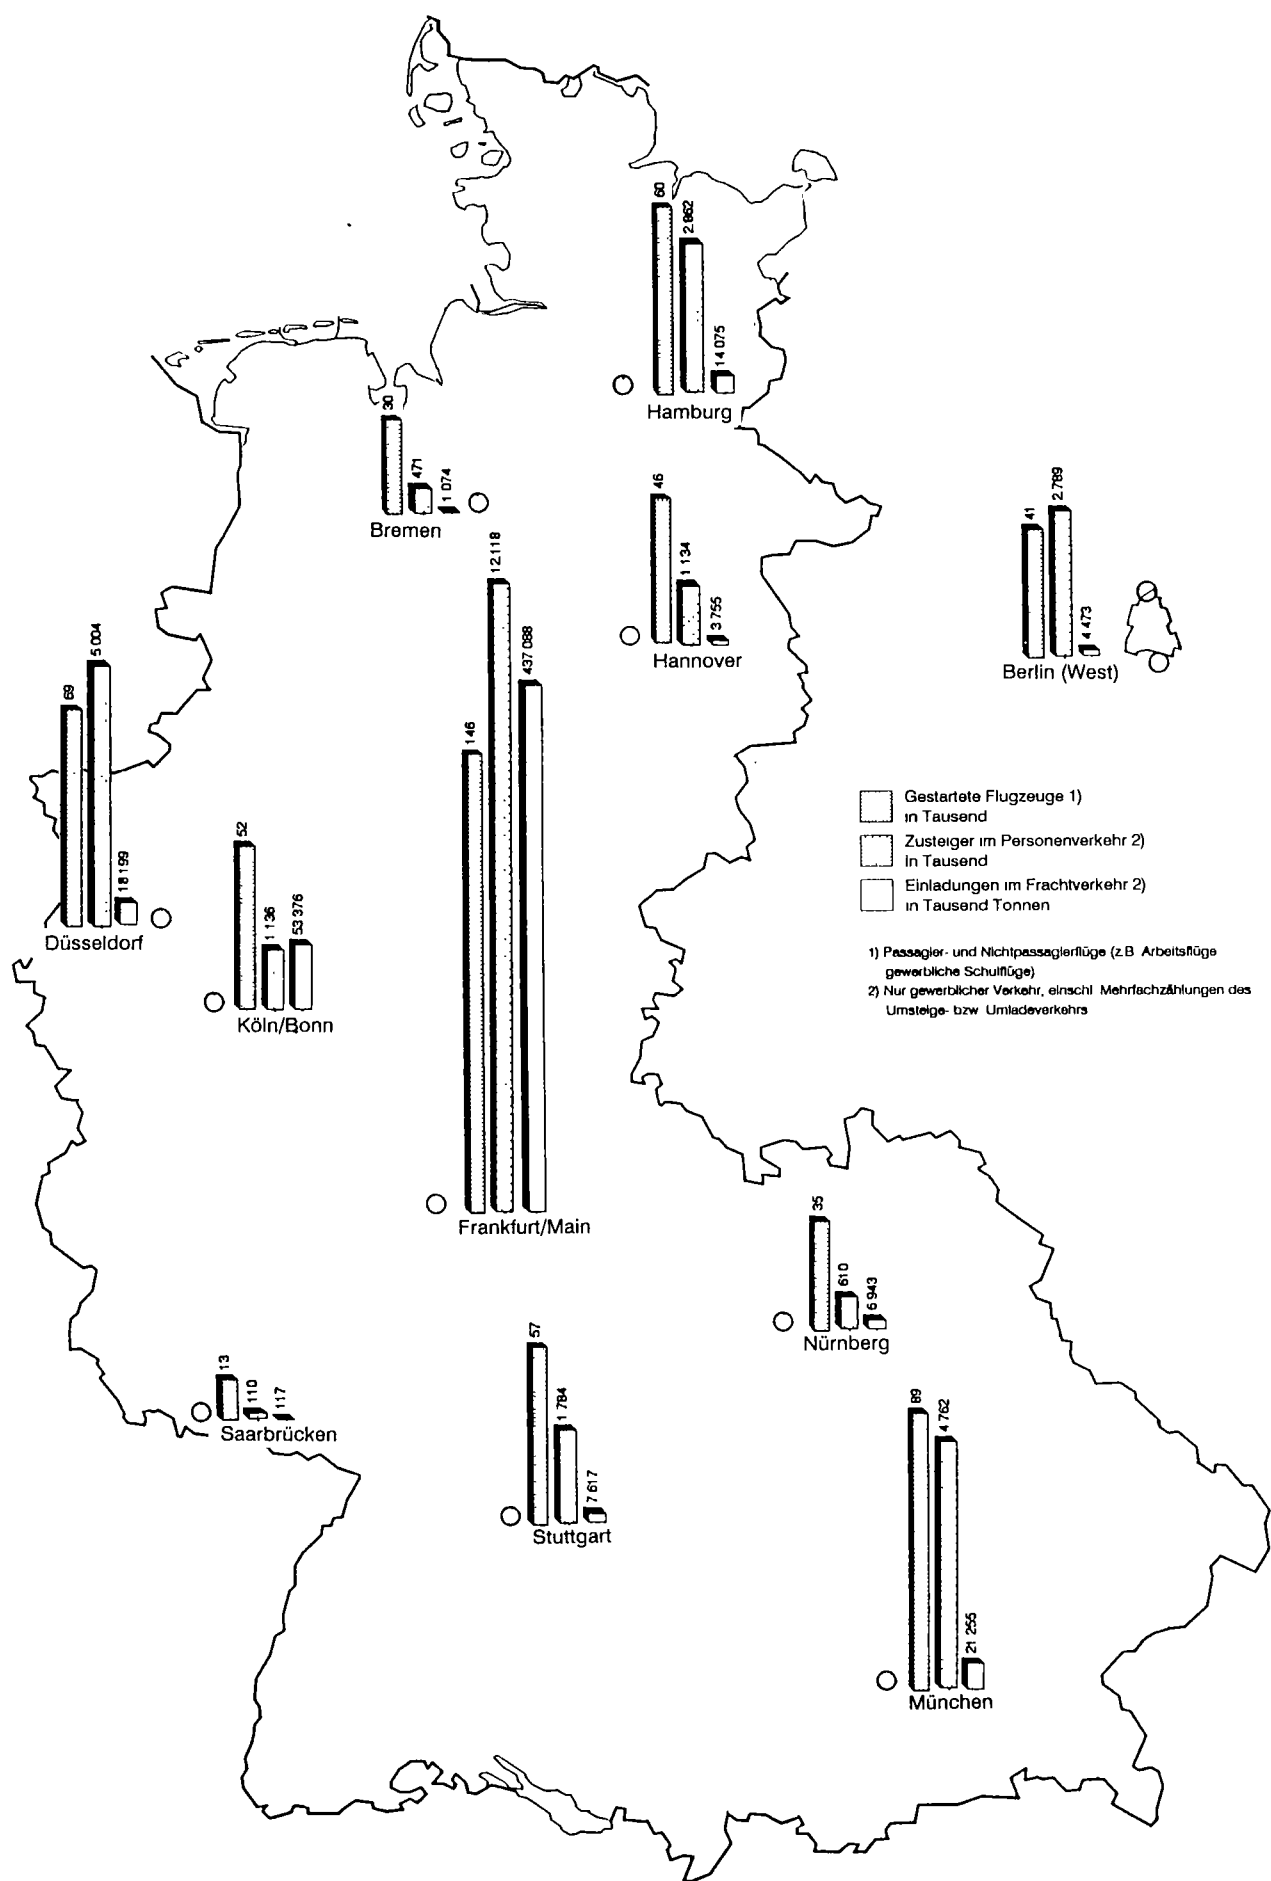 60
2 862
14 075
Hamburg
30
471
1 074
Bremen
46
1 134
3 755
Hannover
41
2 789
4 473
Berlin (West)
69
5 004
18 199
Düsseldorf
52
1 136
53 376
Köln/Bonn
146
12 118
437 088
Frankfurt/Main
Gestartete Flugzeuge 1)
in Tausend
Zusteiger im Personenverkehr 2)
in Tausend
Einladungen im Frachtverkehr 2)
in Tausend Tonnen
1) Passagier- und Nichtpassagierflüge (z.B Arbeitsflüge
gewerbliche Schulflüge)
2) Nur gewerblicher Verkehr, einschl Mehrfachzählungen des
Umsteige- bzw Umladeverkehrs
35
610
6 943
Nürnberg
13
110
117
Saarbrücken
57
1 784
7 617
Stuttgart
89
4 762
21 255
München